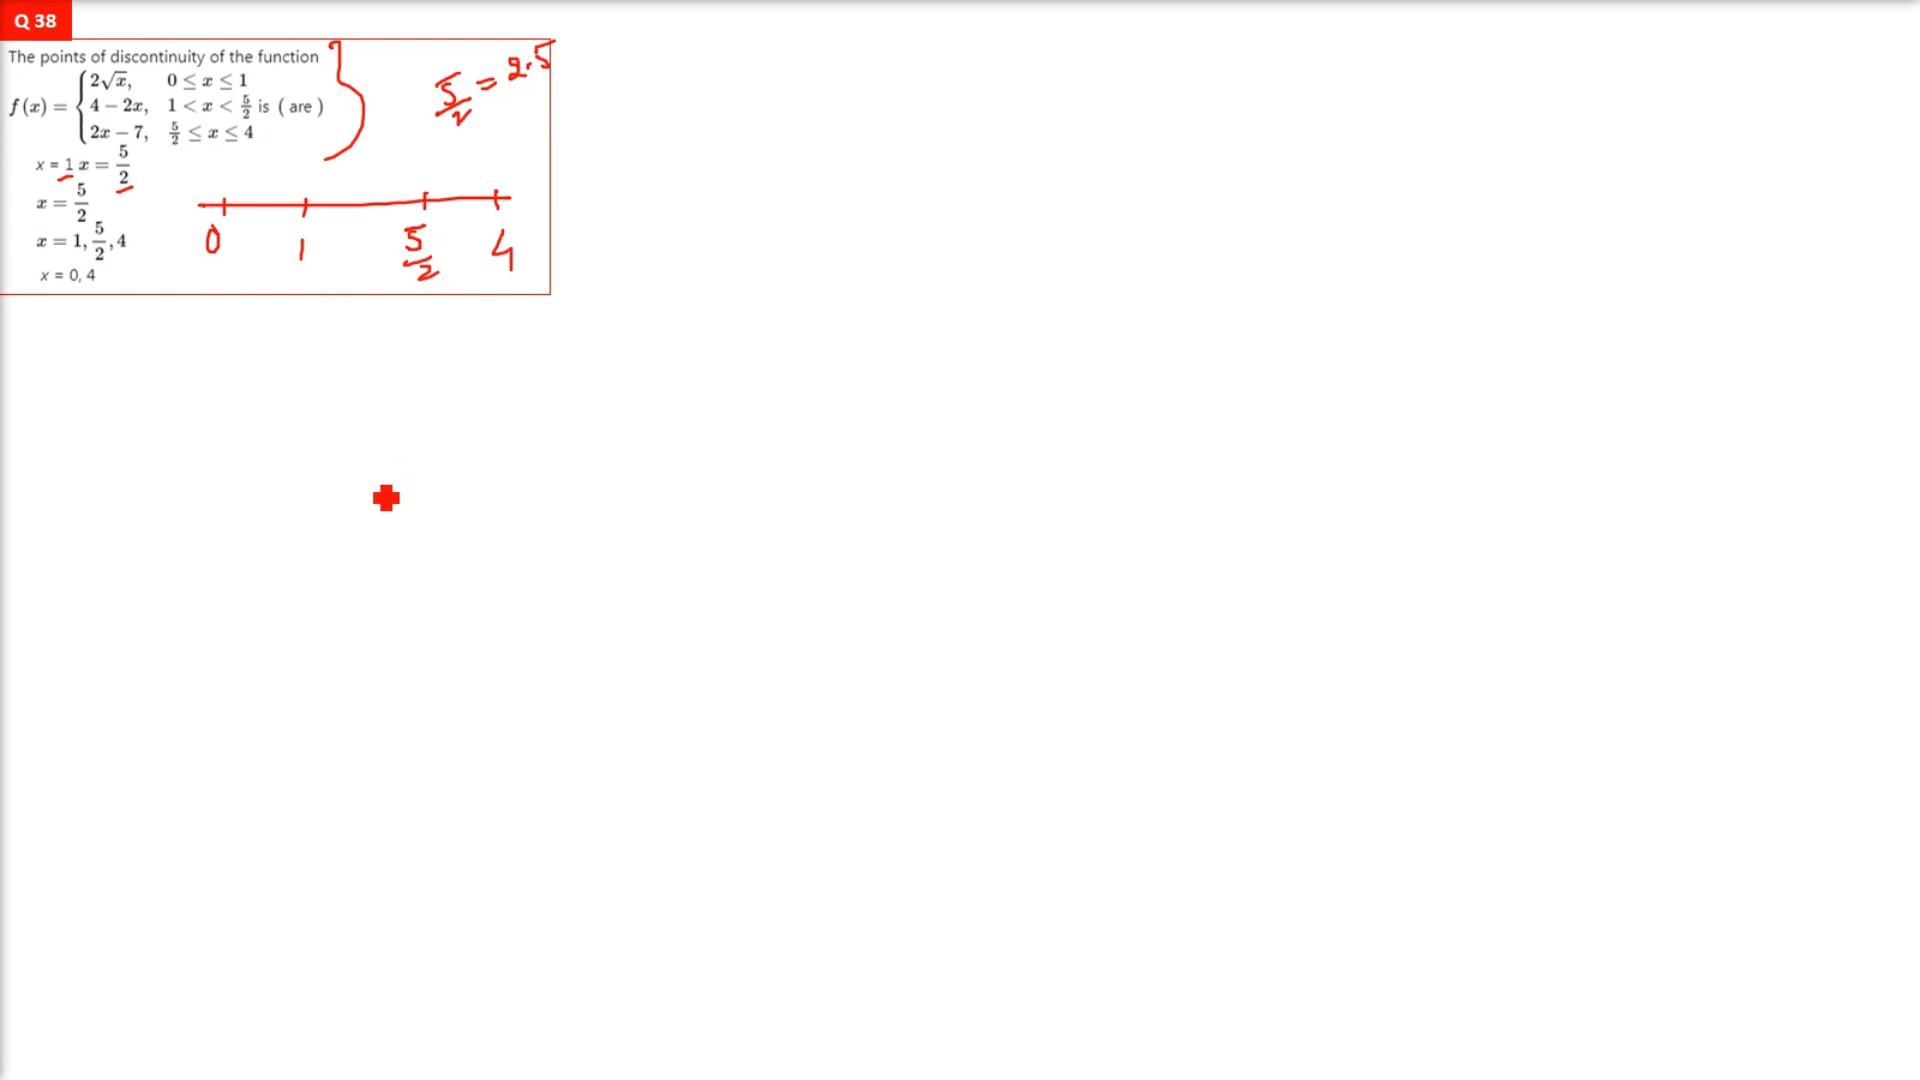 Q 38
The points of discontinuity of the function
f(x) = { 2√x, 0 ≤ x ≤ 1
4 − 2x, 1 < x < 5/2 is ( are )
2x − 7, 5/2 ≤ x ≤ 4
x = 1 x = 5/2
x = 5/2
x = 1, 5/2, 4
x = 0, 4
5/2 = 2.5
0 1 5/2 4